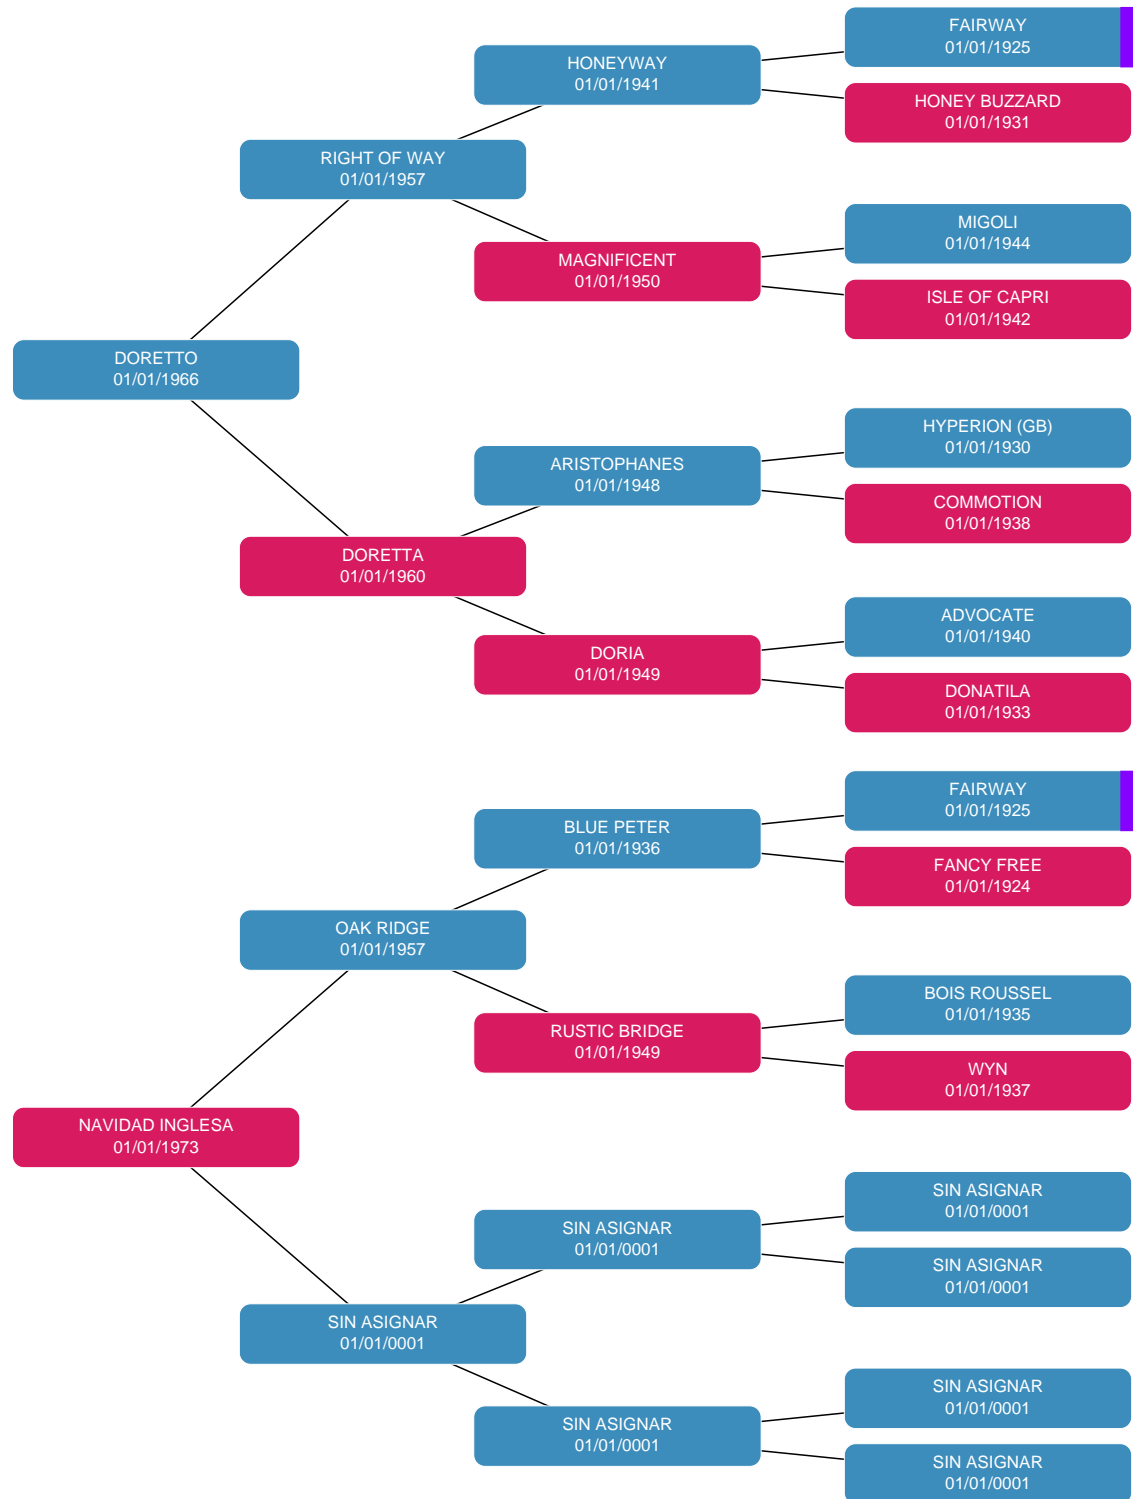 FAIRWAY
01/01/1925
HONEYWAY
01/01/1941
HONEY BUZZARD
01/01/1931
RIGHT OF WAY
01/01/1957
MIGOLI
01/01/1944
MAGNIFICENT
01/01/1950
ISLE OF CAPRI
01/01/1942
DORETTO
01/01/1966
HYPERION (GB)
01/01/1930
ARISTOPHANES
01/01/1948
COMMOTION
01/01/1938
DORETTA
01/01/1960
ADVOCATE
01/01/1940
DORIA
01/01/1949
DONATILA
01/01/1933
FAIRWAY
01/01/1925
BLUE PETER
01/01/1936
FANCY FREE
01/01/1924
OAK RIDGE
01/01/1957
BOIS ROUSSEL
01/01/1935
RUSTIC BRIDGE
01/01/1949
WYN
01/01/1937
NAVIDAD INGLESA
01/01/1973
SIN ASIGNAR
01/01/0001
SIN ASIGNAR
01/01/0001
SIN ASIGNAR
01/01/0001
SIN ASIGNAR
01/01/0001
SIN ASIGNAR
01/01/0001
SIN ASIGNAR
01/01/0001
SIN ASIGNAR
01/01/0001